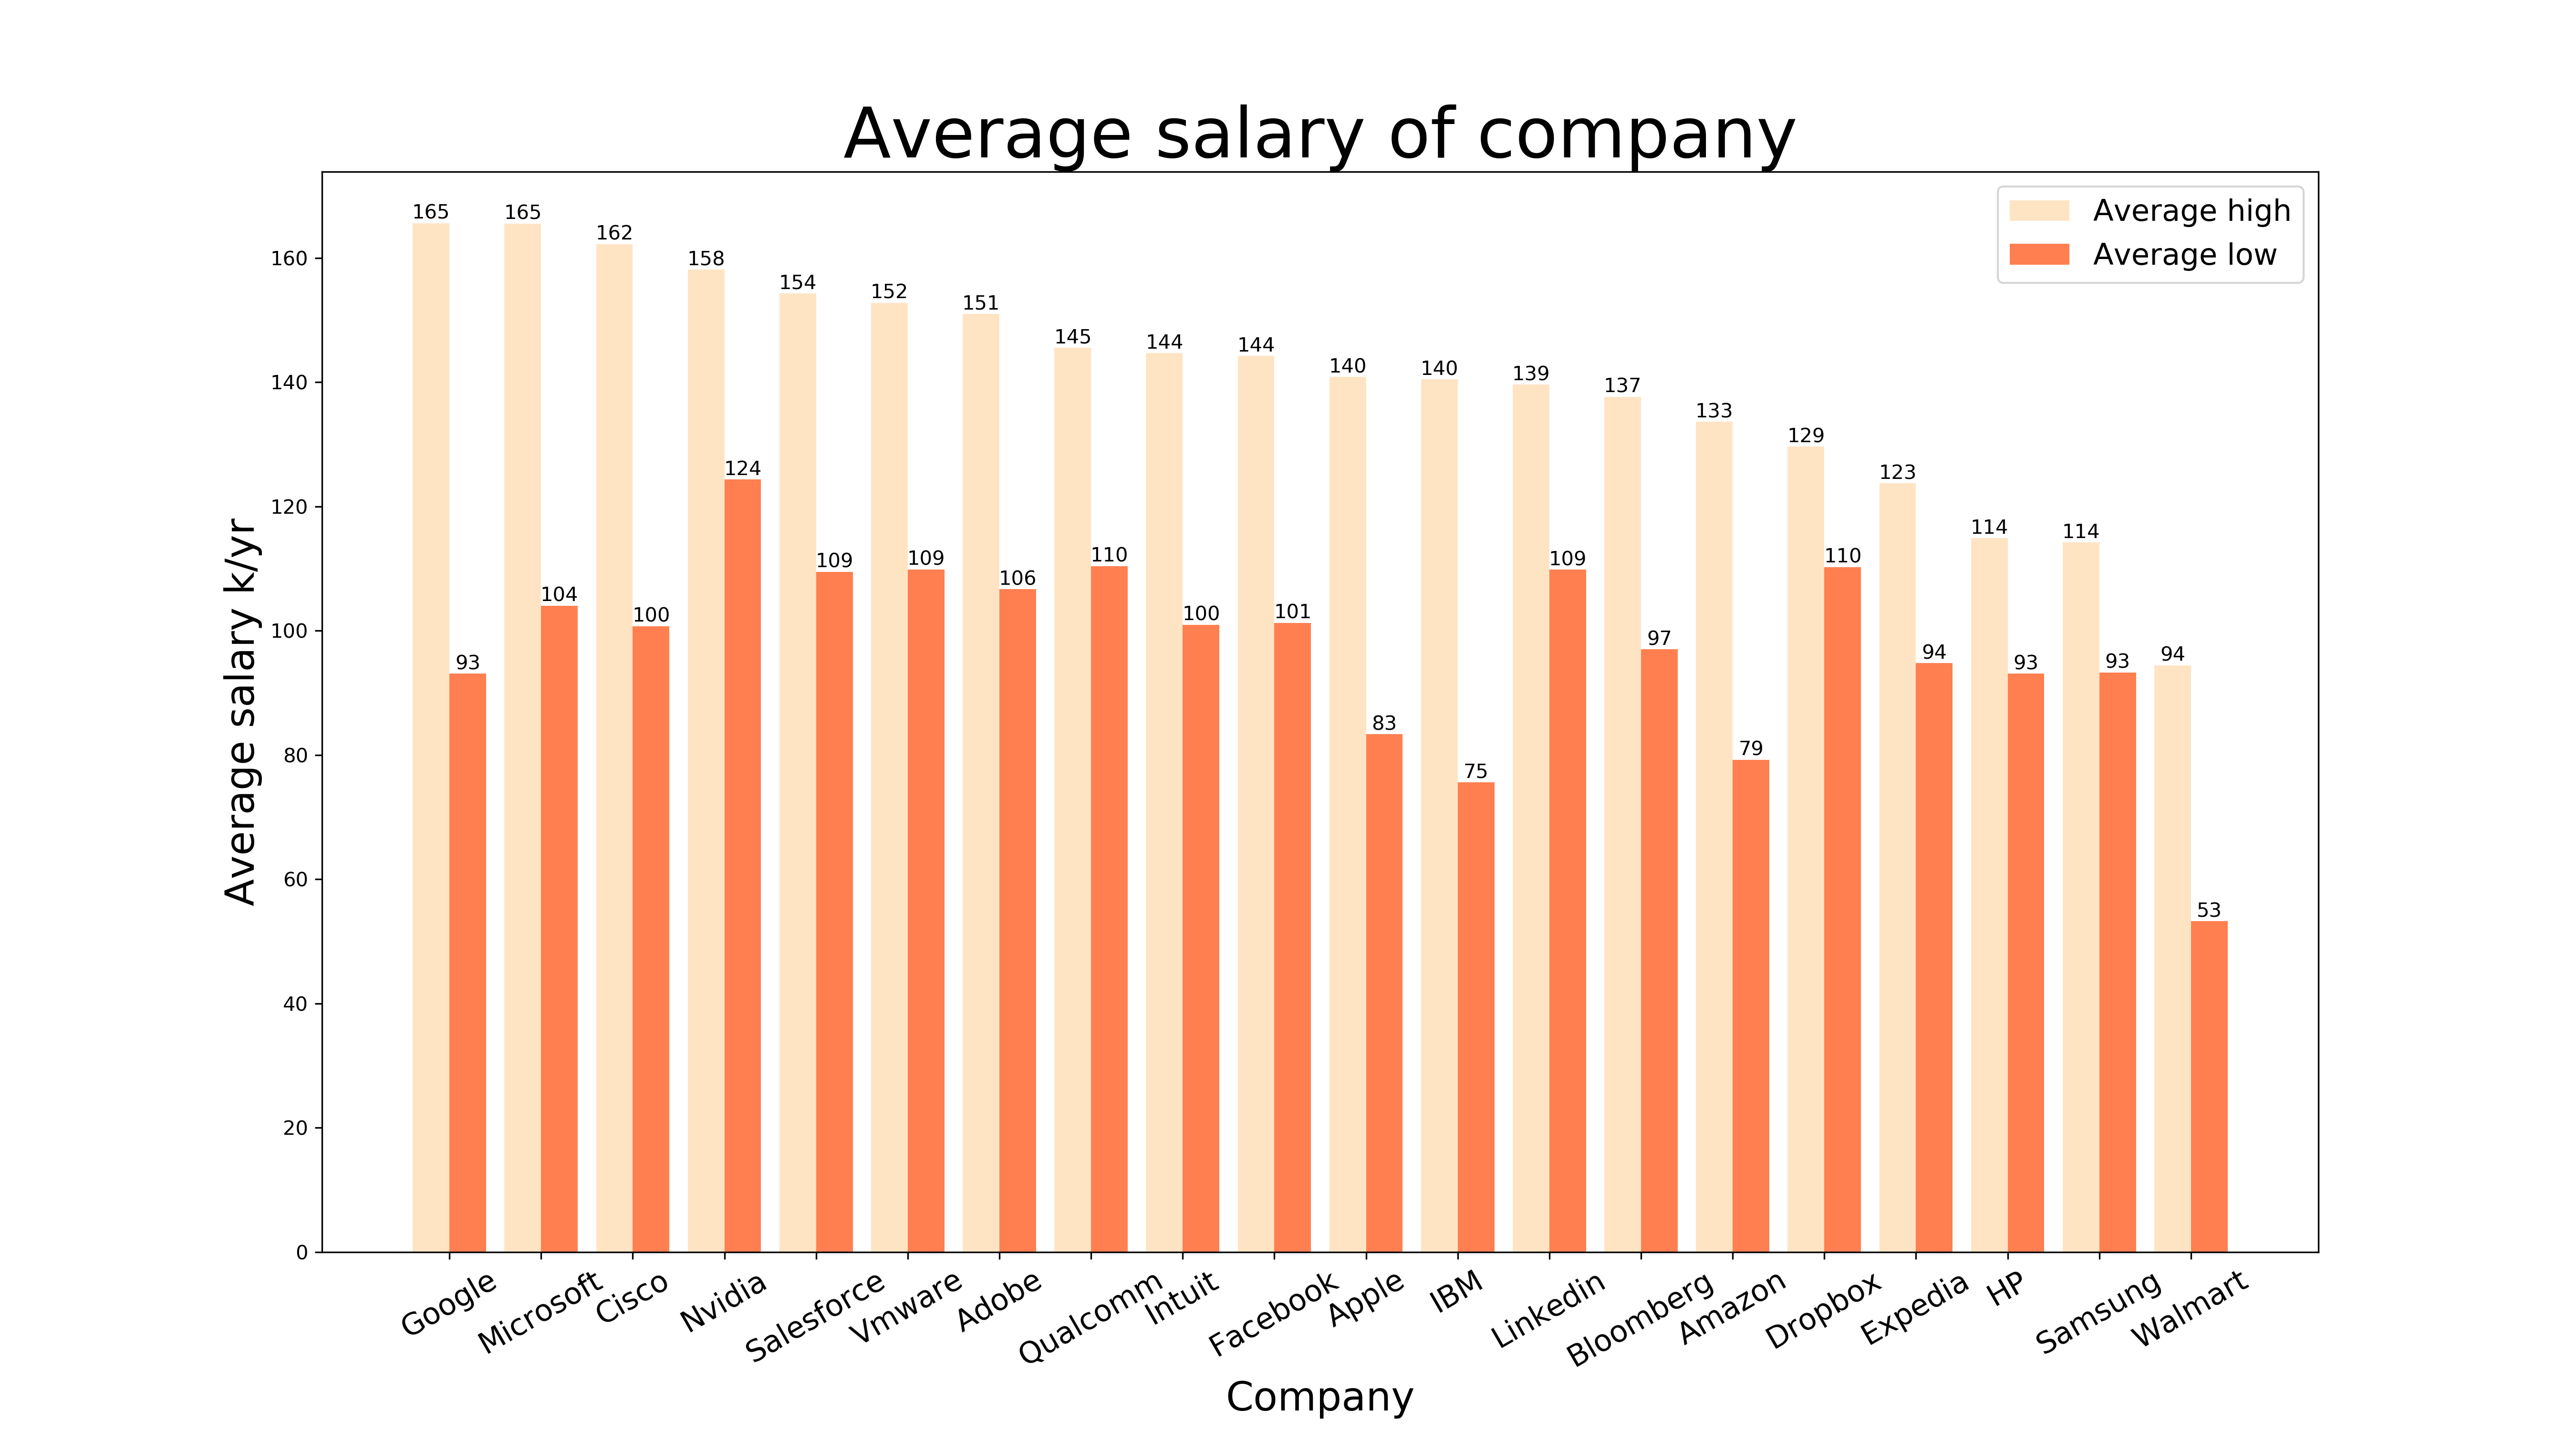 Average salary of company
Average high
Average low
Average salary k/yr
160
140
120
100
80
60
40
20
0
165
93
165
104
162
100
158
124
154
109
152
109
151
106
145
110
144
100
144
101
140
83
140
75
139
109
137
97
133
79
129
110
123
94
114
93
114
93
94
53
Google
Microsoft
Cisco
Nvidia
Salesforce
Vmware
Adobe
Qualcomm
Intuit
Facebook
Apple
IBM
Linkedin
Bloomberg
Amazon
Dropbox
Expedia
HP
Samsung
Walmart
Company